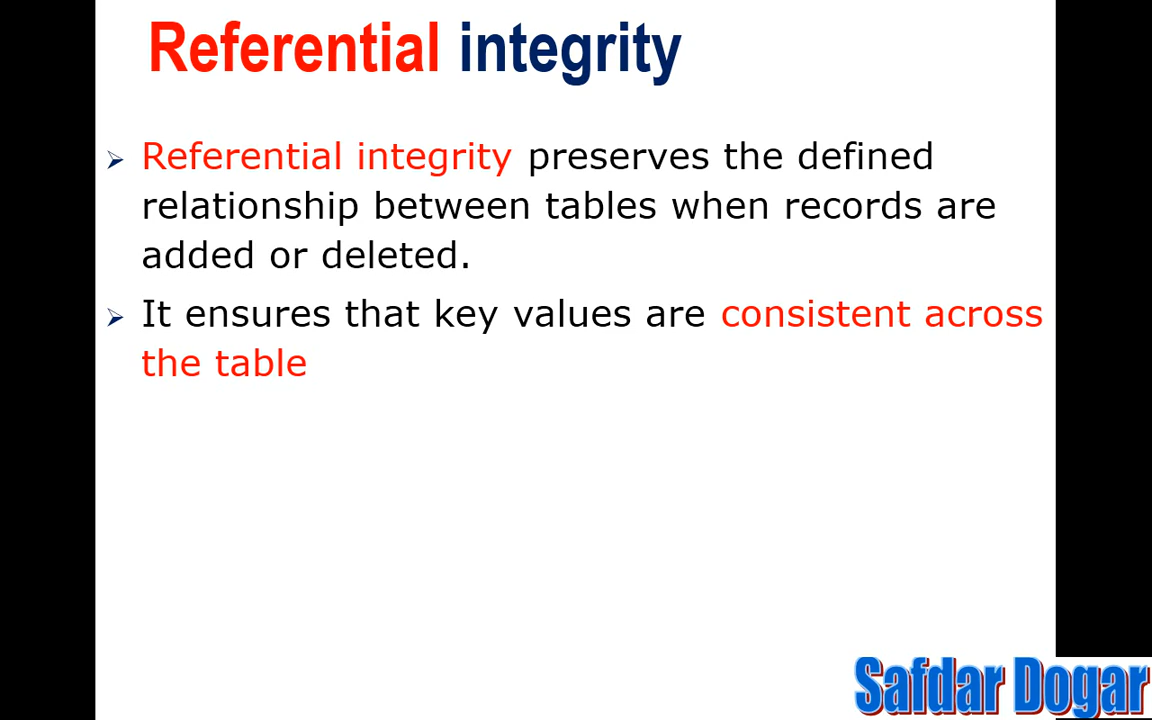 Referential integrity
➢ Referential integrity preserves the defined
relationship between tables when records are
added or deleted.
➢ It ensures that key values are consistent across
the table
Safdar Dogar